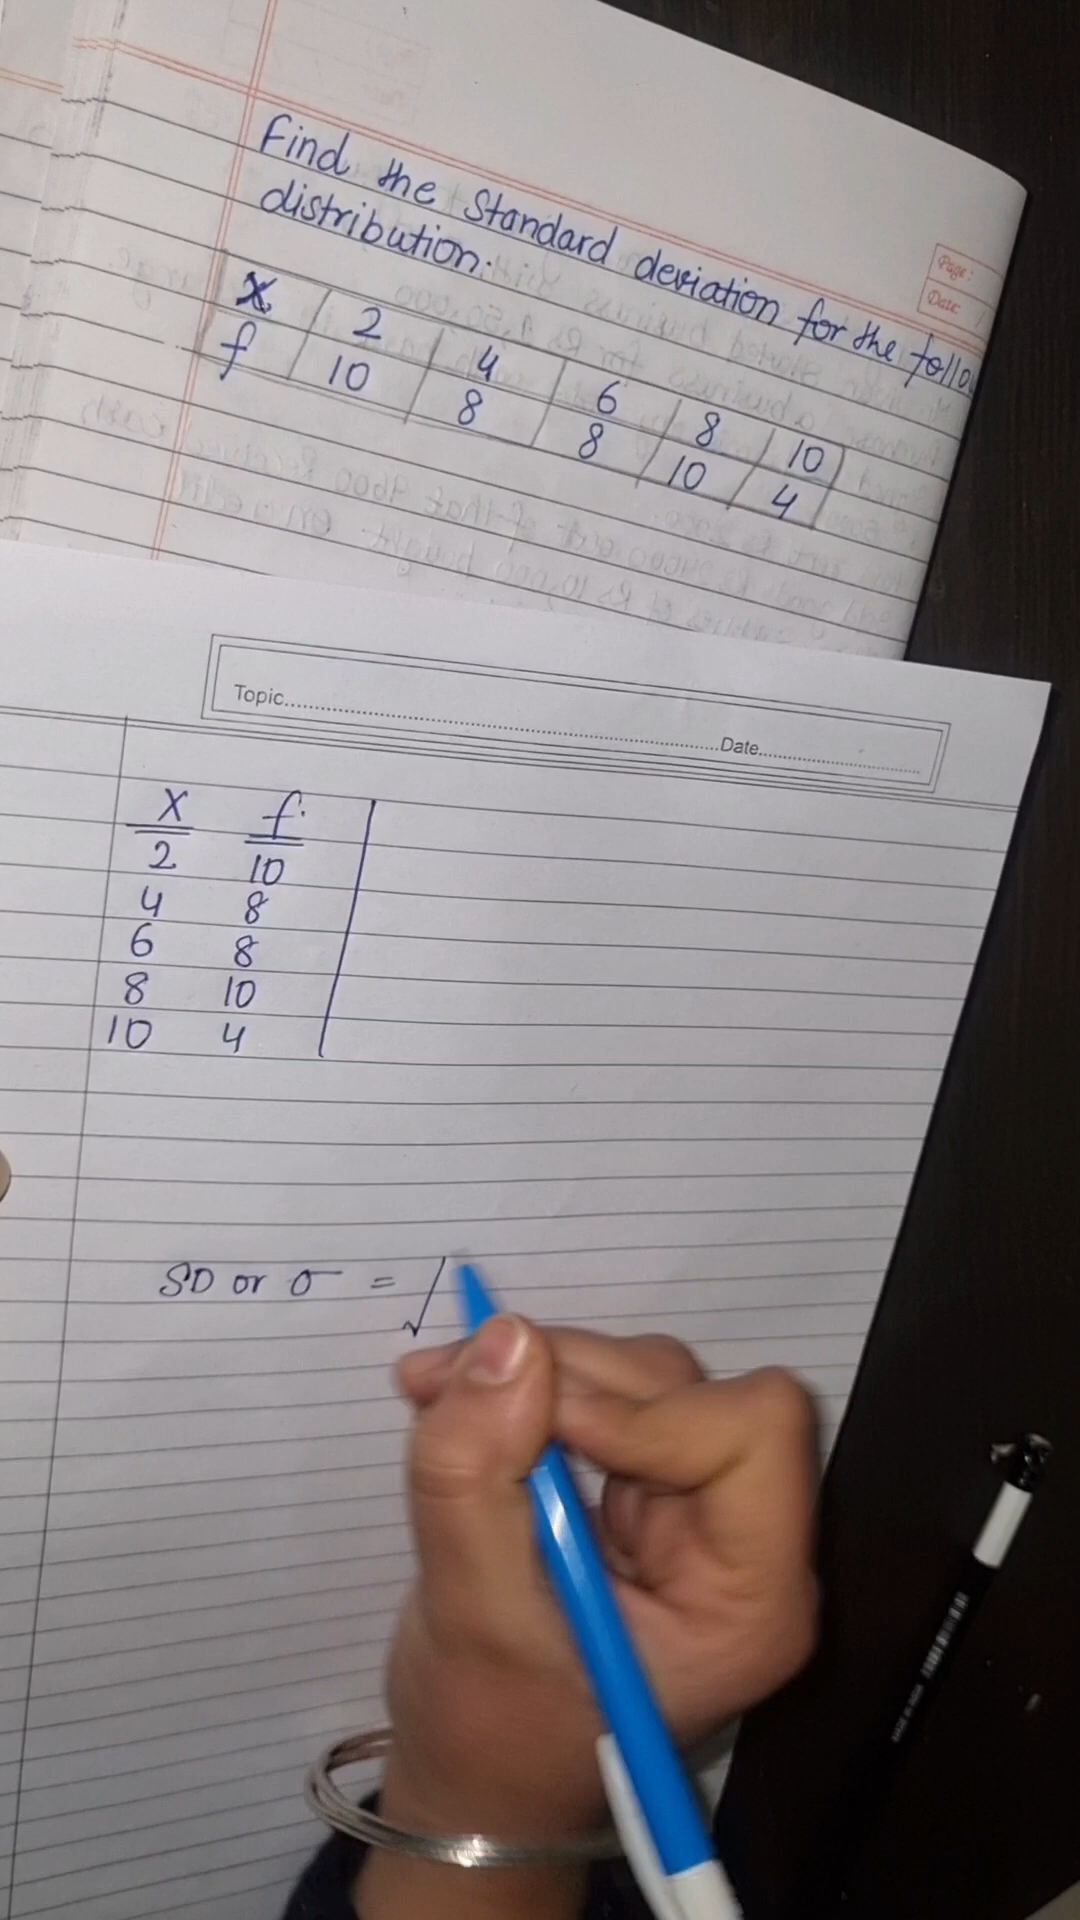 Find the Standard deviation for the follow
distribution.
X 2 4 6 8 10
f 10 8 8 10 4
Page:
Date:
Topic Date
X f.
2 10
4 8
6 8
8 10
10 4
SD or σ = √